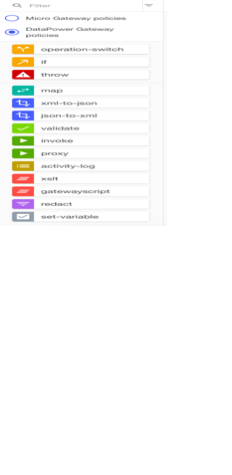 Filter
Micro Gateway policies
DataPower Gateway
policies
operation-switch
if
throw
map
xml-to-json
json-to-xml
validate
invoke
proxy
activity-log
xslt
gatewayscript
redact
set-variable